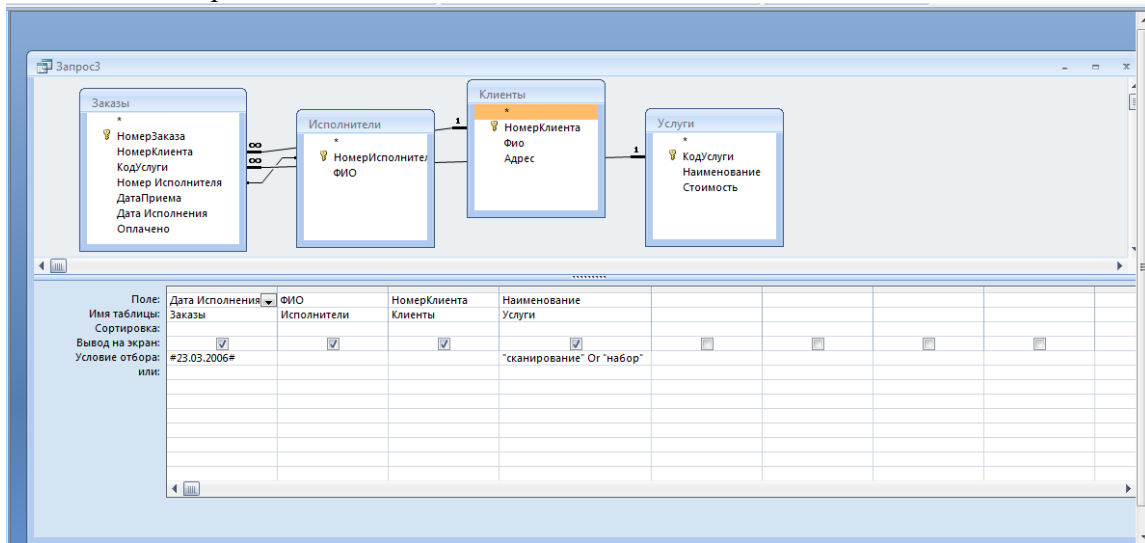 Запрос3
Заказы
*
НомерЗаказа
НомерКлиента
КодУслуги
Номер Исполнителя
ДатаПриема
Дата Исполнения
Оплачено
∞
∞
Исполнители
*
НомерИсполнител
ФИО
1
Клиенты
*
НомерКлиента
Фио
Адрес
1
Услуги
*
КодУслуги
Наименование
Стоимость
Поле: Дата Исполнения ФИО НомерКлиента Наименование
Имя таблицы: Заказы Исполнители Клиенты Услуги
Сортировка:
Вывод на экран:
Условие отбора: #23.03.2006# "сканирование" Or "набор"
или: